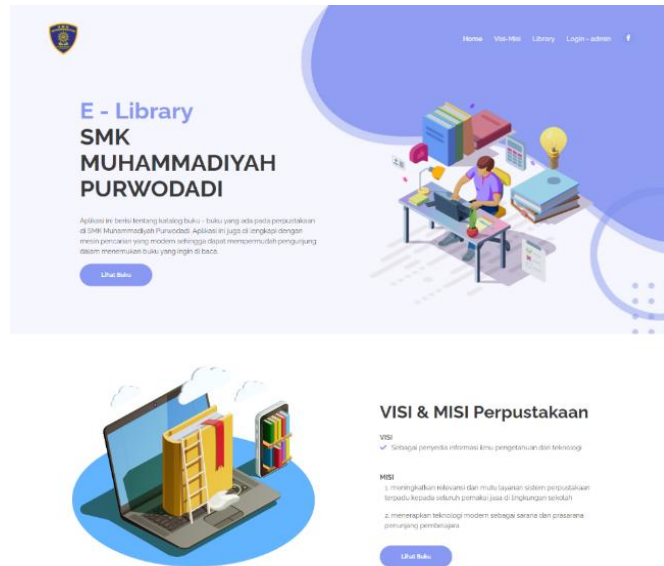 Home Visi-Misi Library Login - admin
E - Library
SMK
MUHAMMADIYAH
PURWODADI
Aplikasi ini berisi tentang katalog buku - buku yang ada pada perpustakaan
di SMK Muhammadiyah Purwodadi. Aplikasi ini juga di lengkapi dengan
mesin pencarian yang modern sehingga dapat mempermudah pengunjung
dalam menemukan buku yang ingin di baca.
Lihat Buku
VISI & MISI Perpustakaan
VISI
Sebagai penyedia informasi ilmu pengetahuan dan teknologi
MISI
1. meningkatkan relevansi dan mutu layanan sistem perpustakaan
terpadu kepada seluruh pemakai jasa di lingkungan sekolah
2. menerapkan teknologi modern sebagai sarana dan prasarana
penunjang pembelajara
Lihat Buku